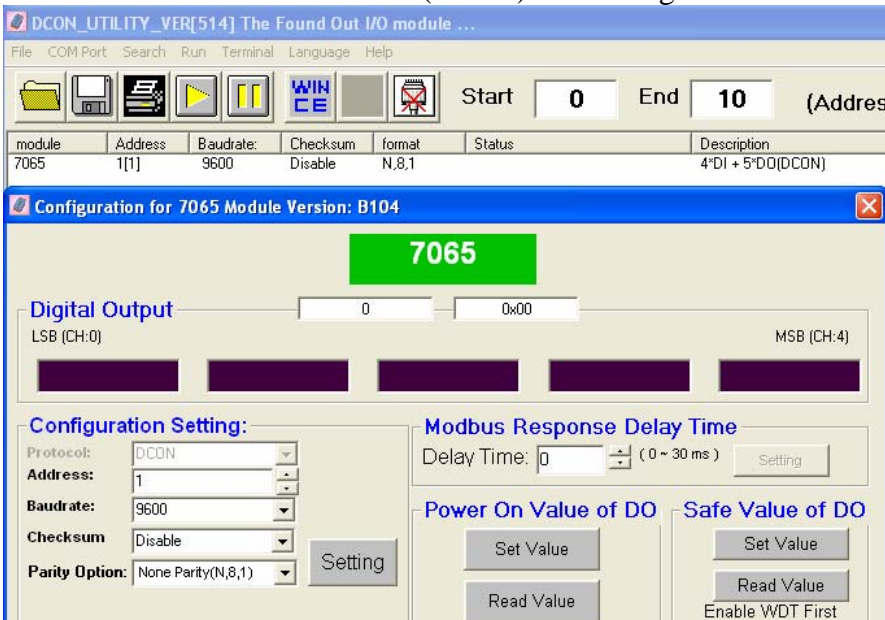 DCON_UTILITY_VER[514] The Found Out I/O module ...
File COM Port Search Run Terminal Language Help
WIN CE Start 0 End 10 (Addres
module Address Baudrate: Checksum format Status Description
7065 1[1] 9600 Disable N,8,1 4*DI + 5*DO(DCON)
Configuration for 7065 Module Version: B104
7065
Digital Output 0 0x00
LSB (CH:0) MSB (CH:4)
Configuration Setting:
Protocol: DCON
Address: 1
Baudrate: 9600
Checksum Disable
Parity Option: None Parity(N,8,1)
Setting
Modbus Response Delay Time
Delay Time: 0 ( 0 ~ 30 ms ) Setting
Power On Value of DO
Set Value
Read Value
Safe Value of DO
Set Value
Read Value
Enable WDT First